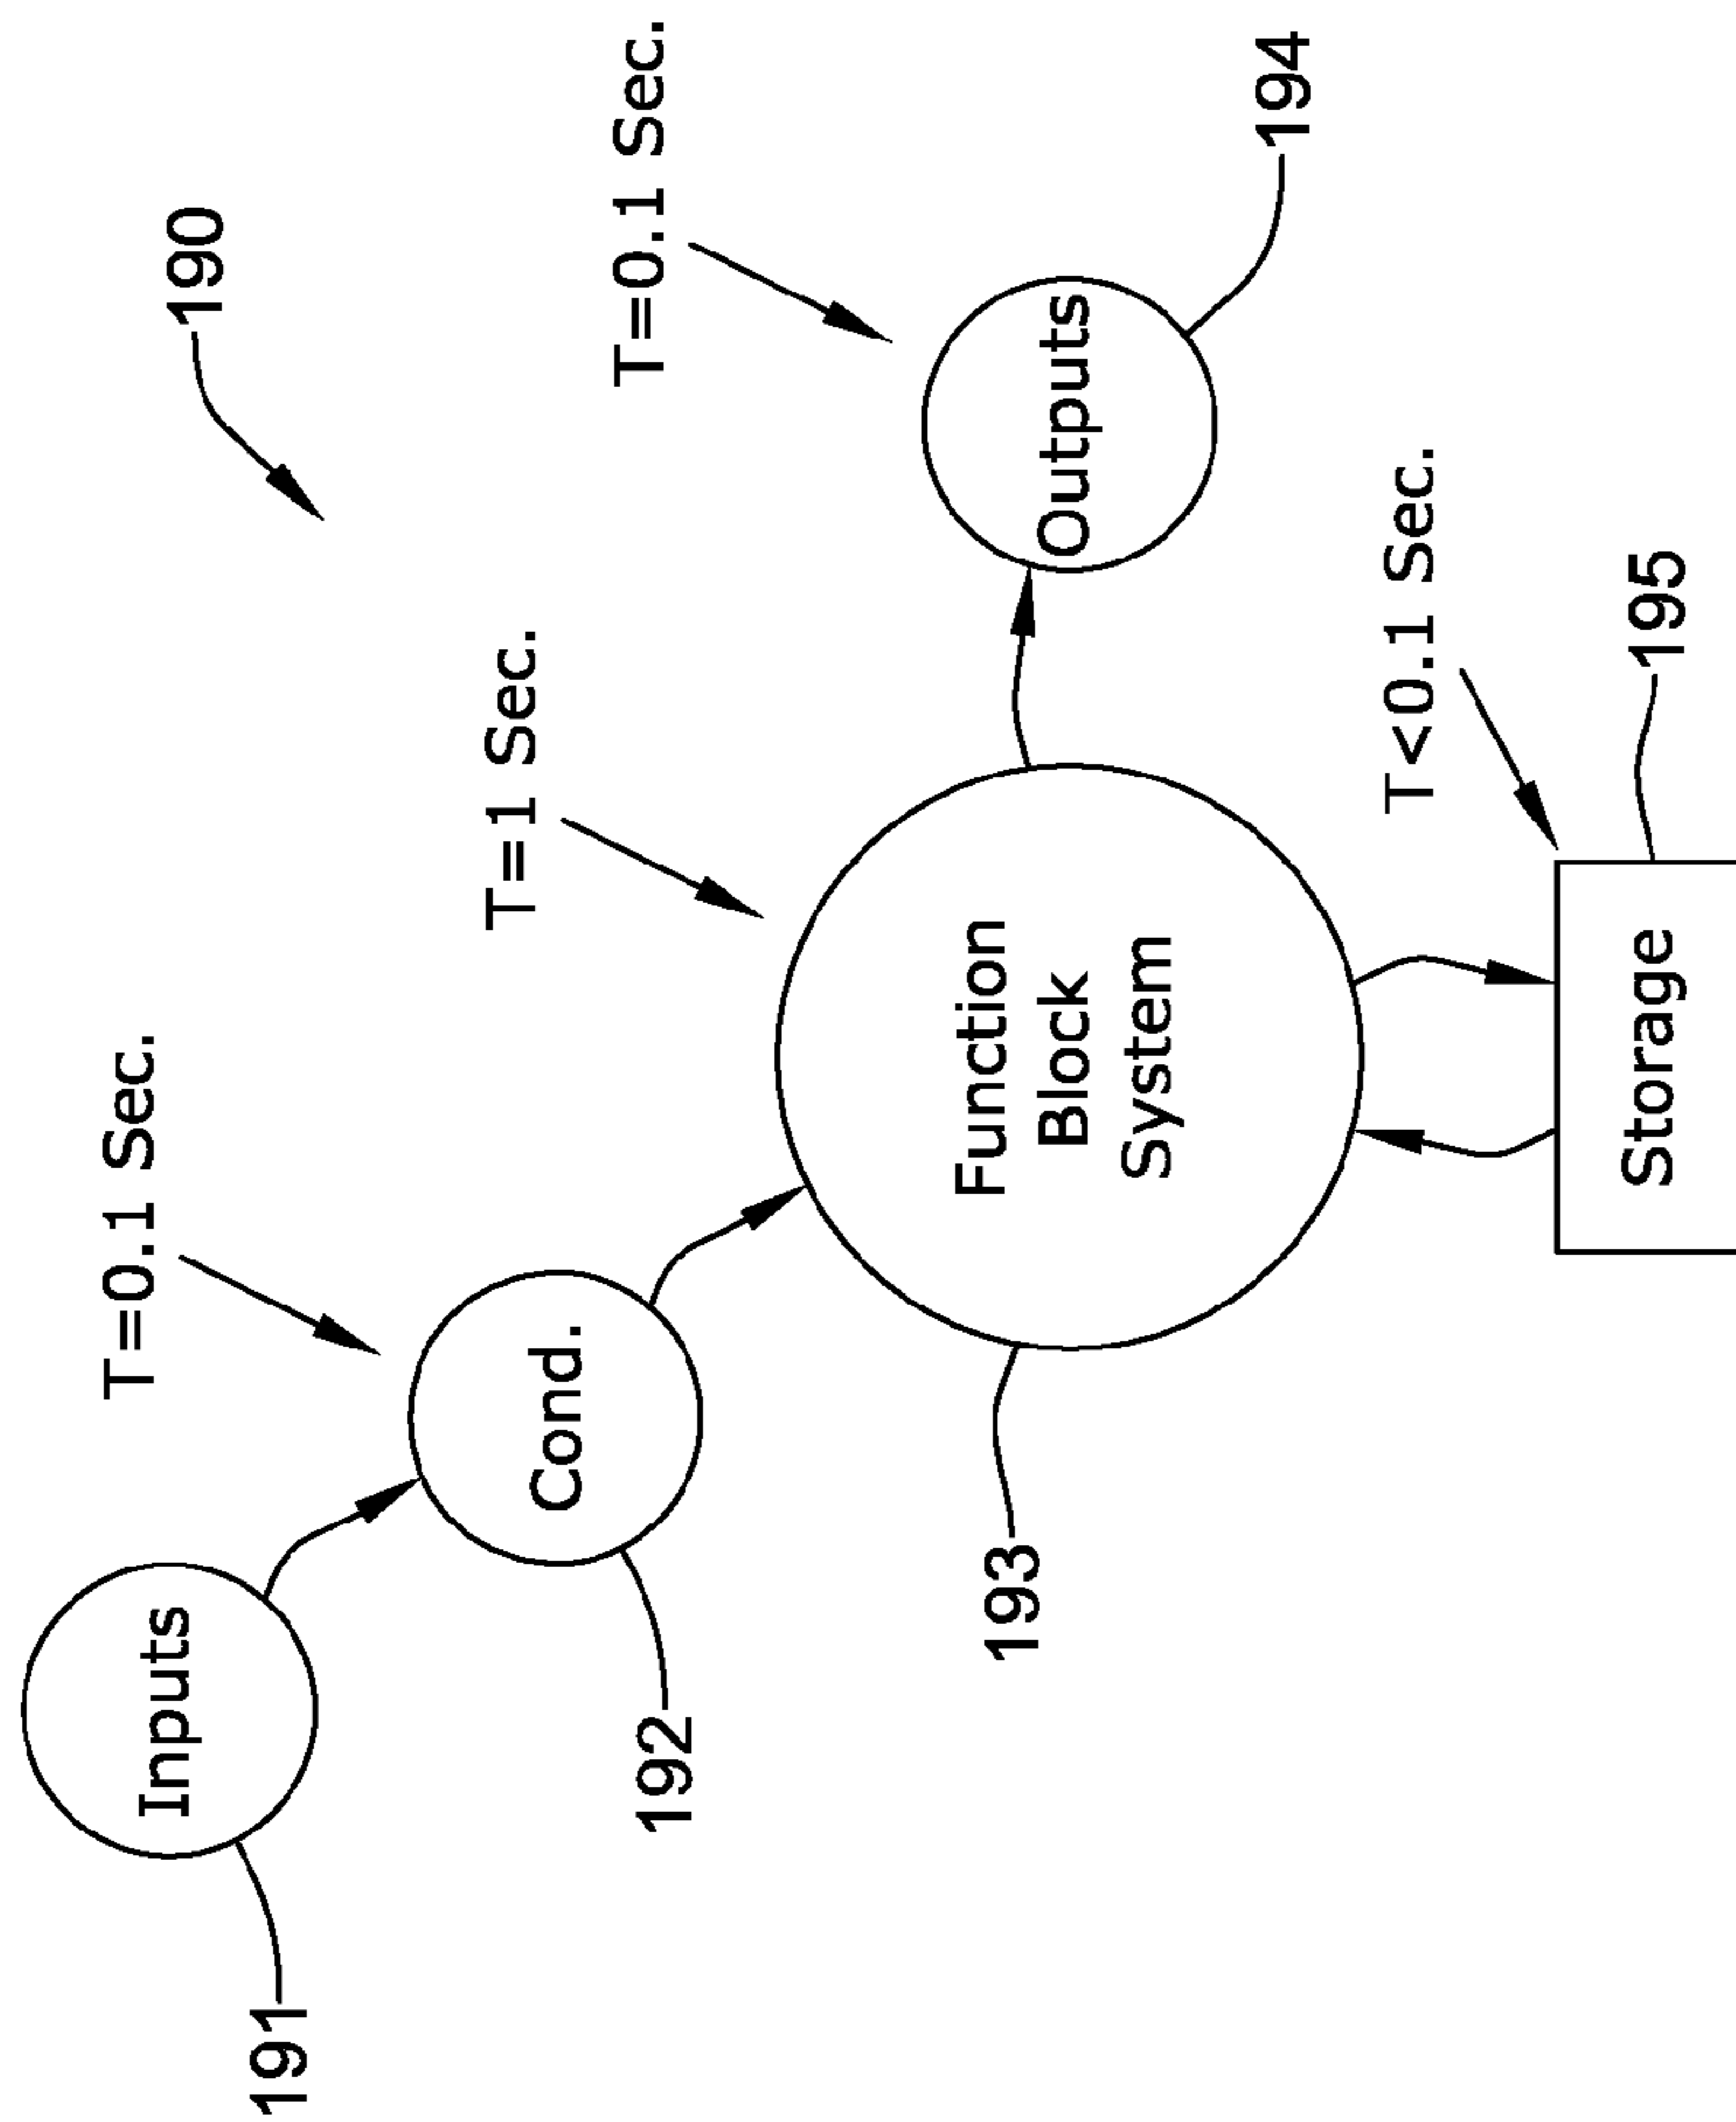 190
Inputs
191
T=0.1 Sec.
Cond.
192
T=1 Sec.
Function
Block
System
193
T=0.1 Sec.
Outputs
194
T<0.1 Sec.
Storage
195